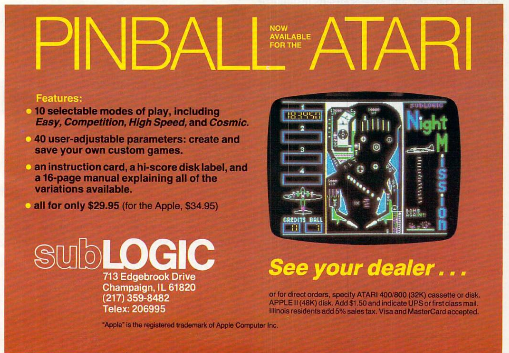 PINBALL NOW AVAILABLE FOR THE ATARI
Features:
• 10 selectable modes of play, including
Easy, Competition, High Speed, and Cosmic.
• 40 user-adjustable parameters: create and
save your own custom games.
• an instruction card, a hi-score disk label, and
a 16-page manual explaining all of the
variations available.
• all for only $29.95 (for the Apple, $34.95)
subLOGIC
713 Edgebrook Drive
Champaign, IL 61820
(217) 359-8482
Telex: 206995
"Apple" is the registered trademark of Apple Computer Inc.
1
2
3
4
CREDITS BALL
subLOGIC
Night
Mission
See your dealer . . .
or for direct orders, specify ATARI 400/800 (32K) cassette or disk,
APPLE II (48K) disk. Add $1.50 and indicate UPS or first class mail.
Illinois residents add 5% sales tax. Visa and MasterCard accepted.